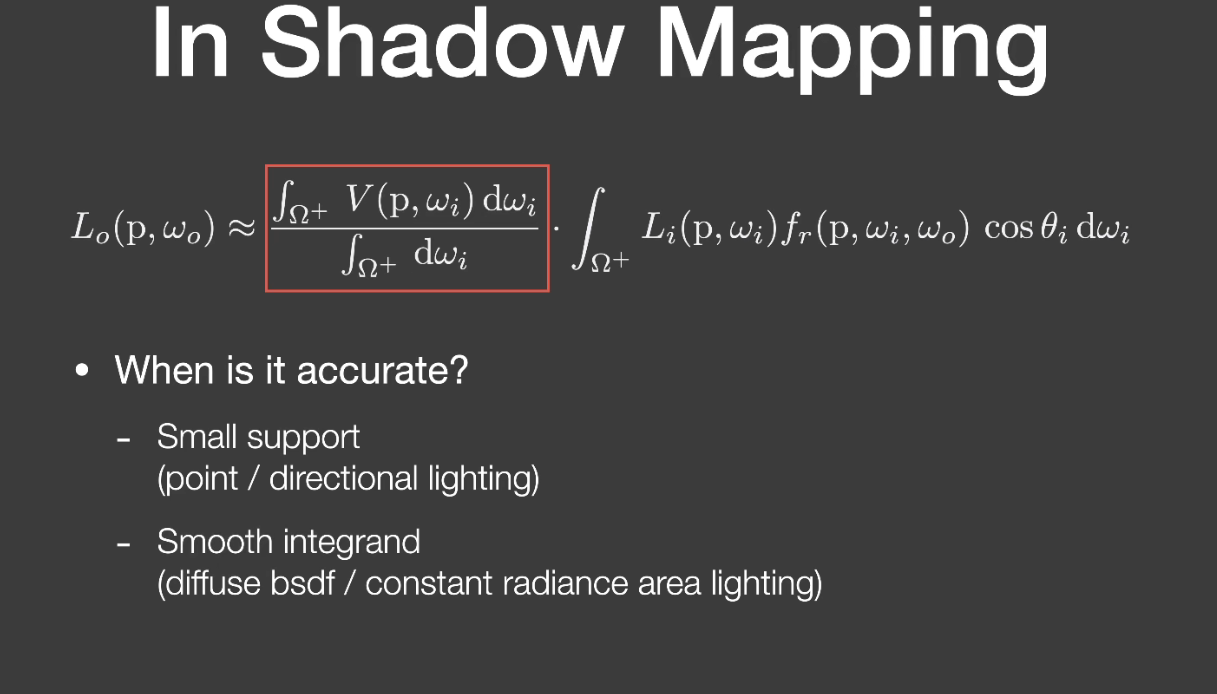 In Shadow Mapping
$L_o(\mathrm{p}, \omega_o) \approx \frac{\int_{\Omega^+} V(\mathrm{p}, \omega_i) \, \mathrm{d}\omega_i}{\int_{\Omega^+} \mathrm{d}\omega_i} \cdot \int_{\Omega^+} L_i(\mathrm{p}, \omega_i) f_r(\mathrm{p}, \omega_i, \omega_o) \cos\theta_i \, \mathrm{d}\omega_i$
• When is it accurate?
- Small support
(point / directional lighting)
- Smooth integrand
(diffuse bsdf / constant radiance area lighting)